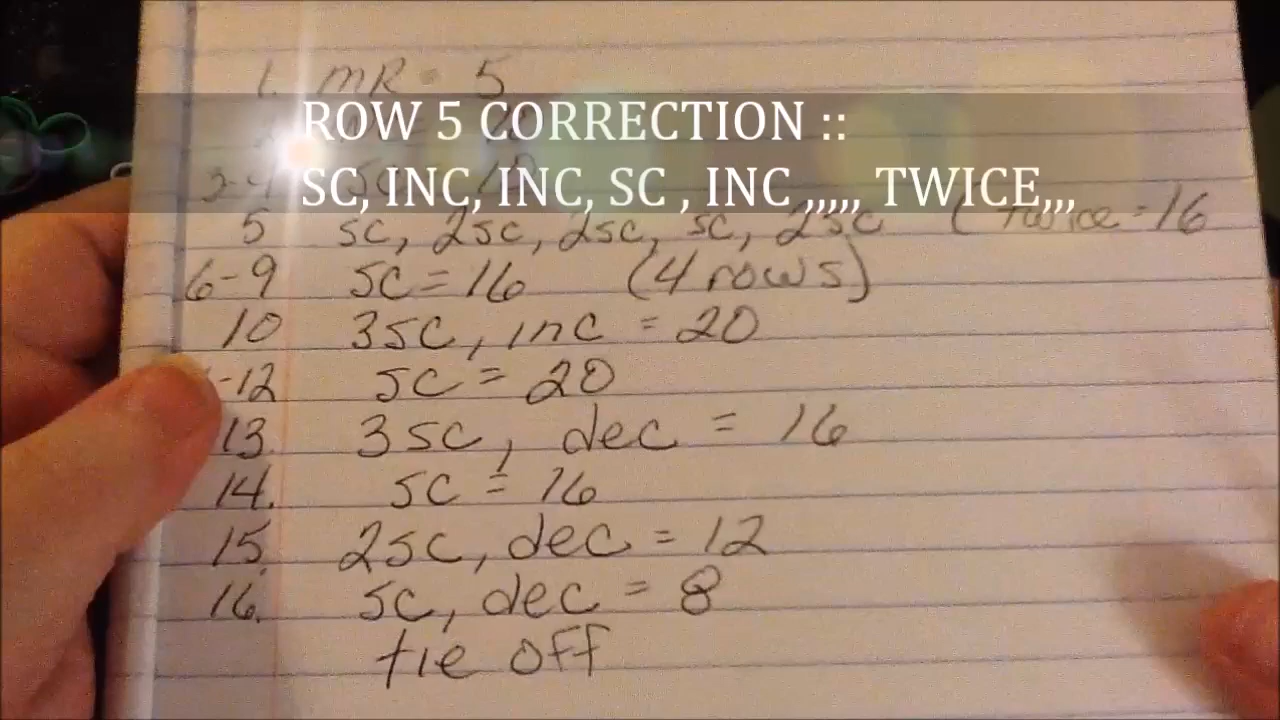 1. MR 5
ROW 5 CORRECTION ::
SC, INC, INC, SC , INC ,,,,, TWICE,,,
5 sc, 2sc, 2sc, sc, 2sc ( twice = 16
6-9 sc = 16 (4 rows)
10 3sc, inc = 20
-12 sc = 20
13. 3sc, dec = 16
14. sc = 16
15. 2sc, dec = 12
16. sc, dec = 8
tie off